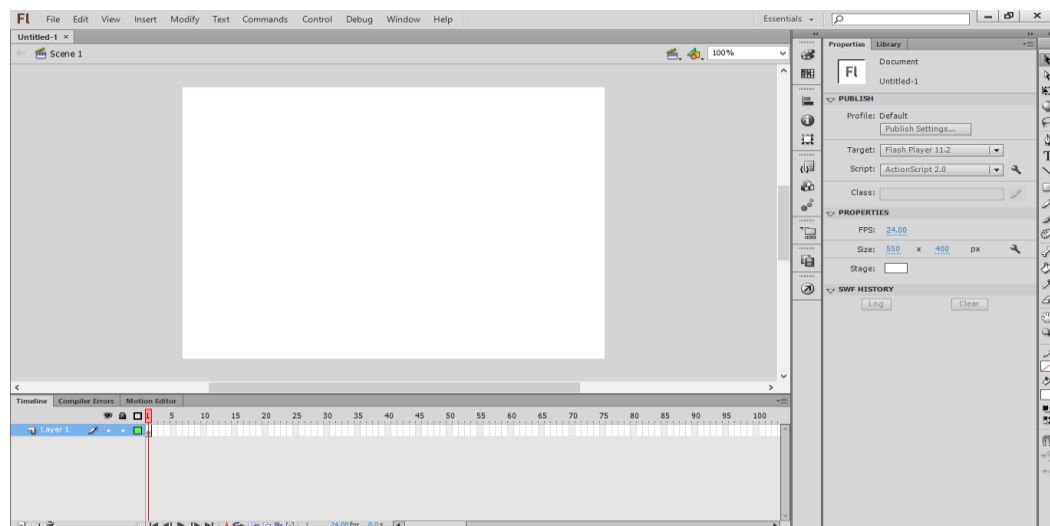 Fl File Edit View Insert Modify Text Commands Control Debug Window Help Essentials
Untitled-1 ×
Scene 1 100%
Properties Library
Fl Document
Untitled-1
PUBLISH
Profile: Default
Publish Settings...
Target: Flash Player 11.2
Script: ActionScript 2.0
Class:
PROPERTIES
FPS: 24.00
Size: 550 x 400 px
Stage:
SWF HISTORY
Log Clear
Timeline Compiler Errors Motion Editor
1 5 10 15 20 25 30 35 40 45 50 55 60 65 70 75 80 85 90 95 100
Layer 1
1 24.00 fps 0.0 s